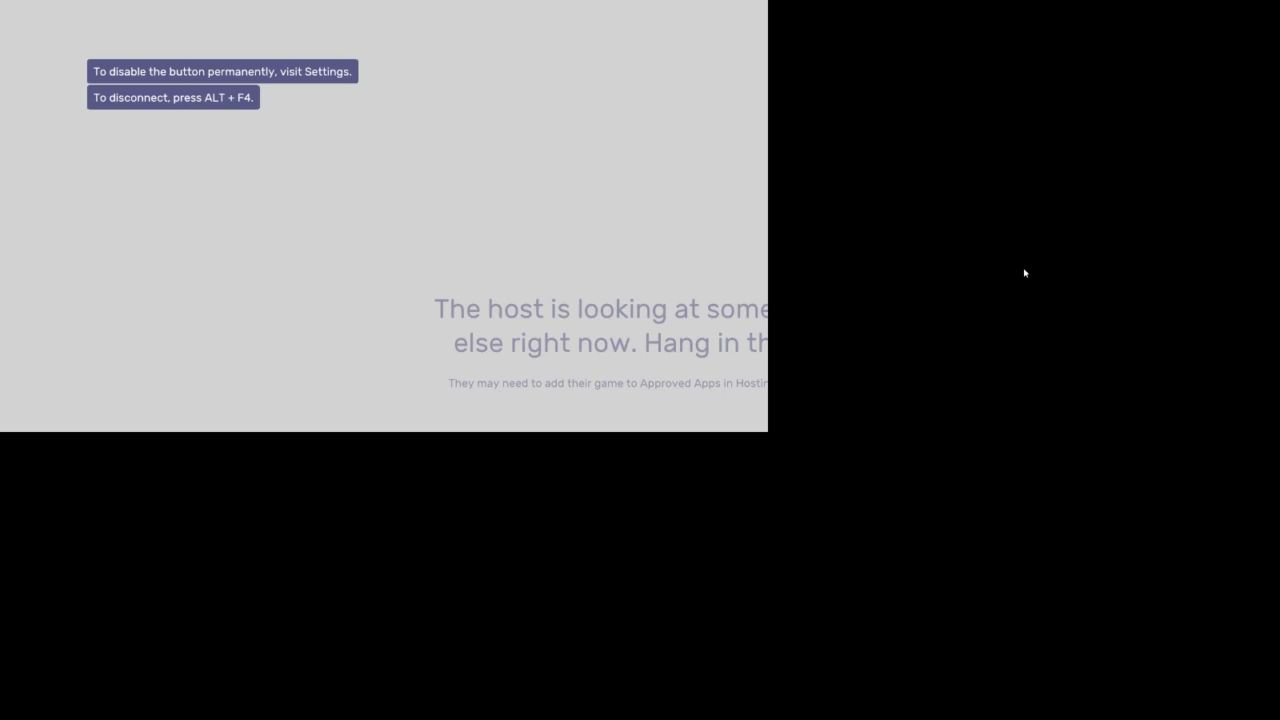 To disable the button permanently, visit Settings.
To disconnect, press ALT + F4.
The host is looking at some
else right now. Hang in th
They may need to add their game to Approved Apps in Hostin